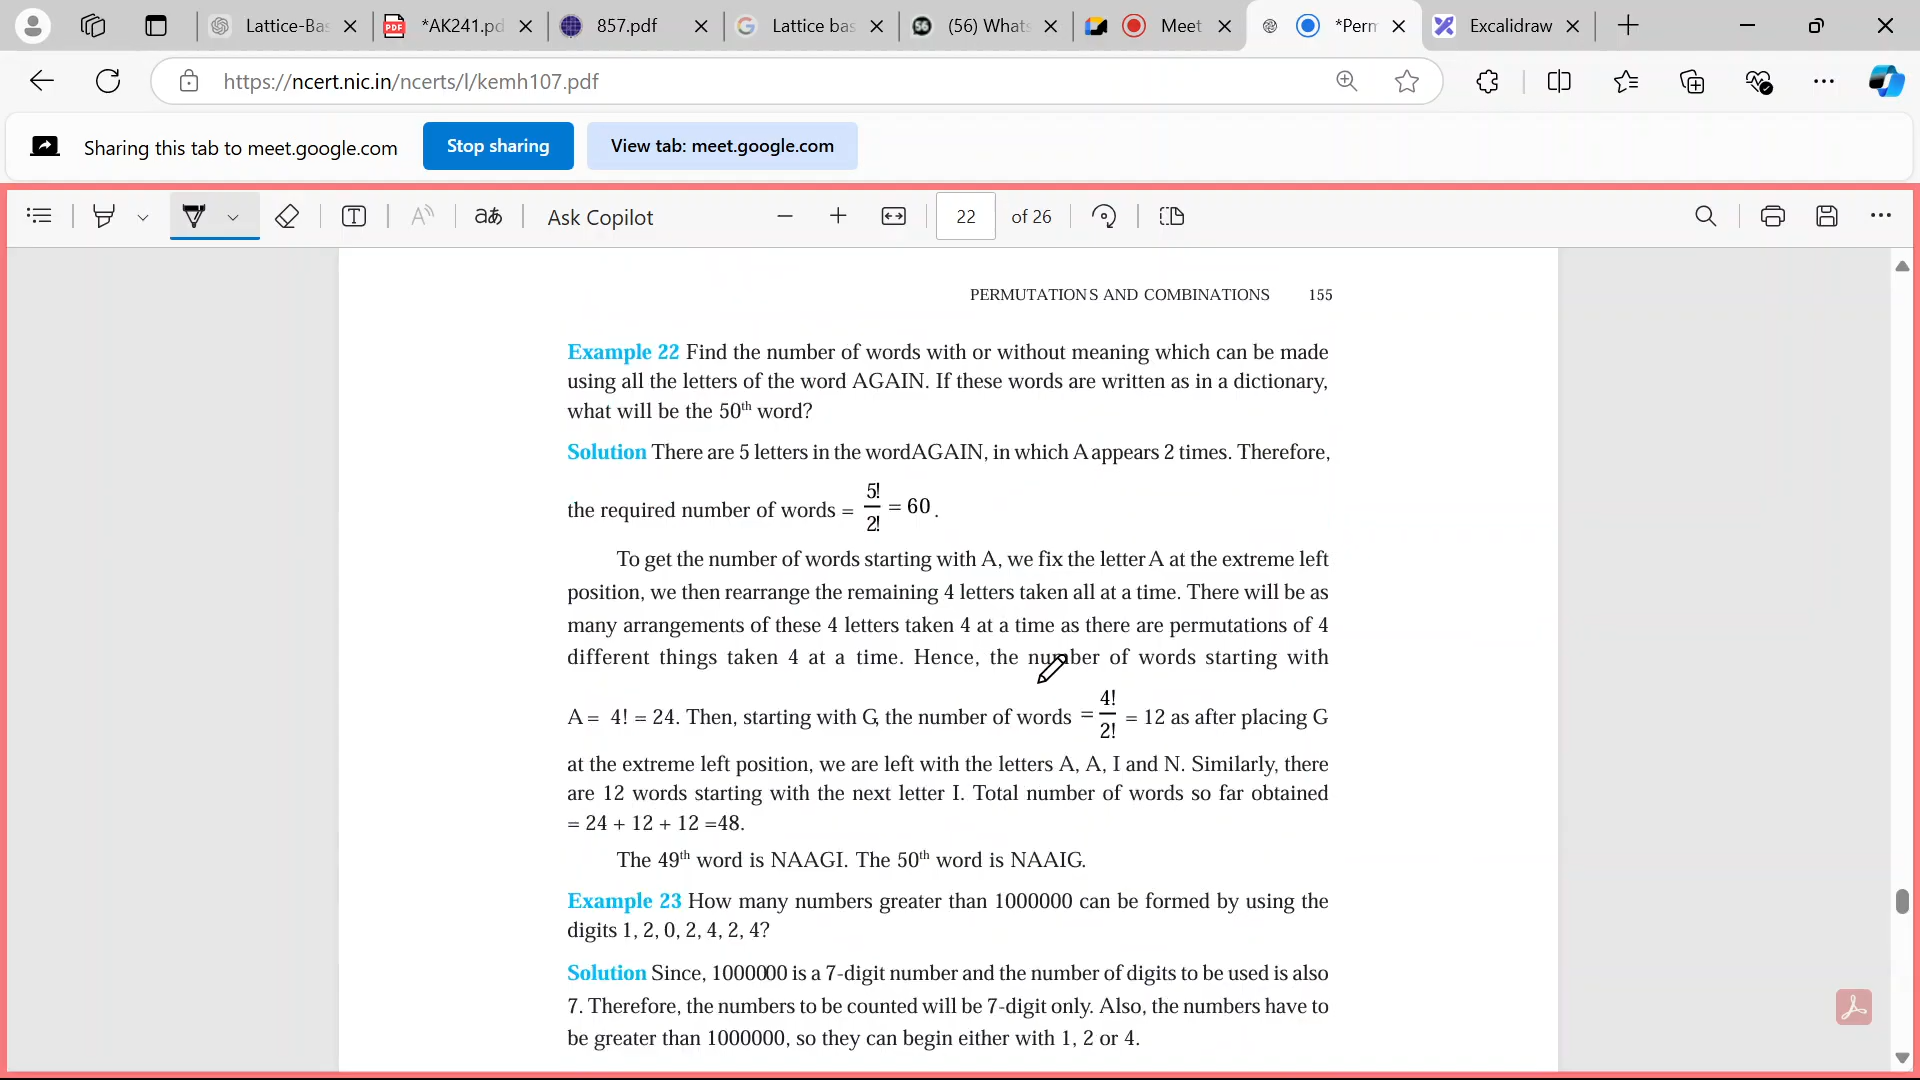 Lattice-Bas
*AK241.pd
857.pdf
Lattice bas
(56) Whats
Meet
*Perm
Excalidraw
https://ncert.nic.in/ncerts/l/kemh107.pdf
Sharing this tab to meet.google.com
Stop sharing
View tab: meet.google.com
Ask Copilot
22 of 26
PERMUTATIONS AND COMBINATIONS 155
Example 22 Find the number of words with or without meaning which can be made
using all the letters of the word AGAIN. If these words are written as in a dictionary,
what will be the 50th word?
Solution There are 5 letters in the word AGAIN, in which A appears 2 times. Therefore,
the required number of words = 5!/2! = 60.
To get the number of words starting with A, we fix the letter A at the extreme left
position, we then rearrange the remaining 4 letters taken all at a time. There will be as
many arrangements of these 4 letters taken 4 at a time as there are permutations of 4
different things taken 4 at a time. Hence, the number of words starting with
A = 4! = 24. Then, starting with G, the number of words = 4!/2! = 12 as after placing G
at the extreme left position, we are left with the letters A, A, I and N. Similarly, there
are 12 words starting with the next letter I. Total number of words so far obtained
= 24 + 12 + 12 =48.
The 49th word is NAAGI. The 50th word is NAAIG.
Example 23 How many numbers greater than 1000000 can be formed by using the
digits 1, 2, 0, 2, 4, 2, 4?
Solution Since, 1000000 is a 7-digit number and the number of digits to be used is also
7. Therefore, the numbers to be counted will be 7-digit only. Also, the numbers have to
be greater than 1000000, so they can begin either with 1, 2 or 4.